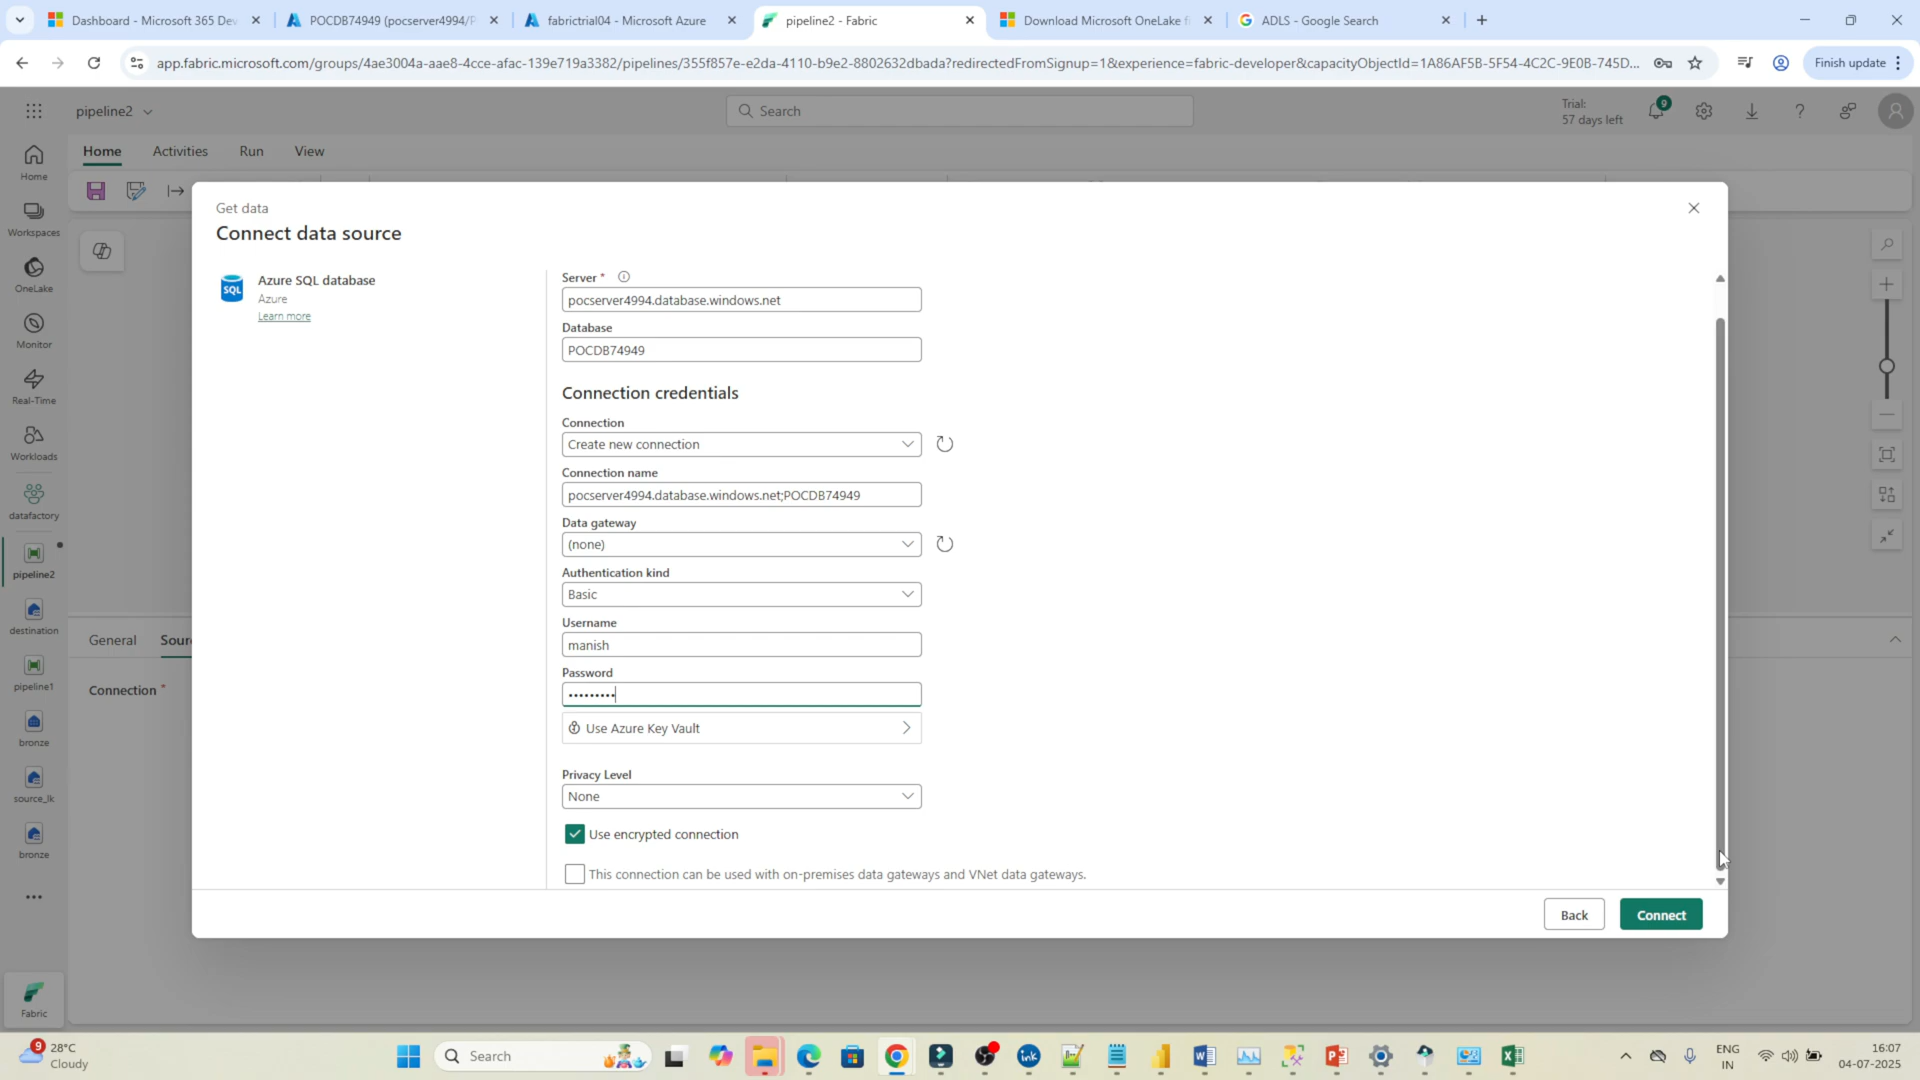 Dashboard - Microsoft 365 Dev
POCDB74949 (pocserver4994/P
fabrictrial04 - Microsoft Azure
pipeline2 - Fabric
Download Microsoft OneLake f
ADLS - Google Search
app.fabric.microsoft.com/groups/4ae3004a-aae8-4cce-afac-139e719a3382/pipelines/355f857e-e2da-4110-b9e2-8802632dbada?redirectedFromSignup=1&experience=fabric-developer&capacityObjectId=1A86AF5B-5F54-4C2C-9E0B-745D...
Finish update
pipeline2
Search
Trial:
57 days left
9
Home
Activities
Run
View
Home
Workspaces
OneLake
Monitor
Real-Time
Workloads
datafactory
pipeline2
destination
pipeline1
bronze
source_lk
bronze
Fabric
General
Sour
Connection *
Get data
Connect data source
SQL
Azure SQL database
Azure
Learn more
Server *
pocserver4994.database.windows.net
Database
POCDB74949
Connection credentials
Connection
Create new connection
Connection name
pocserver4994.database.windows.net;POCDB74949
Data gateway
(none)
Authentication kind
Basic
Username
manish
Password
•••••••••
Use Azure Key Vault
Privacy Level
None
Use encrypted connection
This connection can be used with on-premises data gateways and VNet data gateways.
Back
Connect
9
28°C
Cloudy
Search
ink
ENG
IN
16:07
04-07-2025